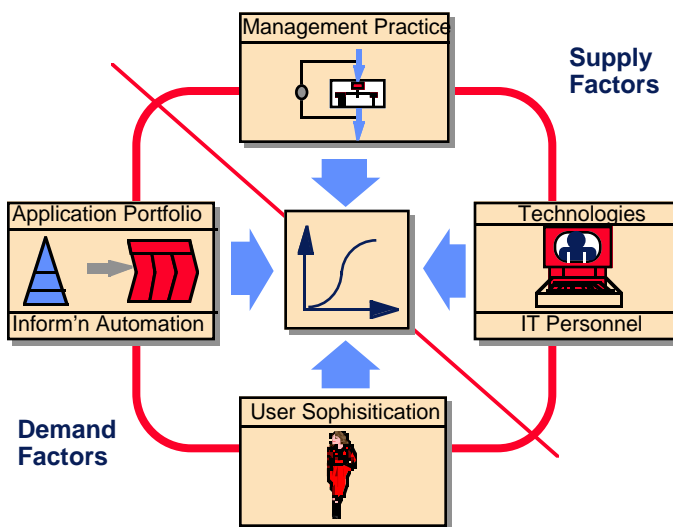 Management Practice
Supply
Factors
Application Portfolio
Technologies
Inform'n Automation
IT Personnel
User Sophisitication
Demand
Factors